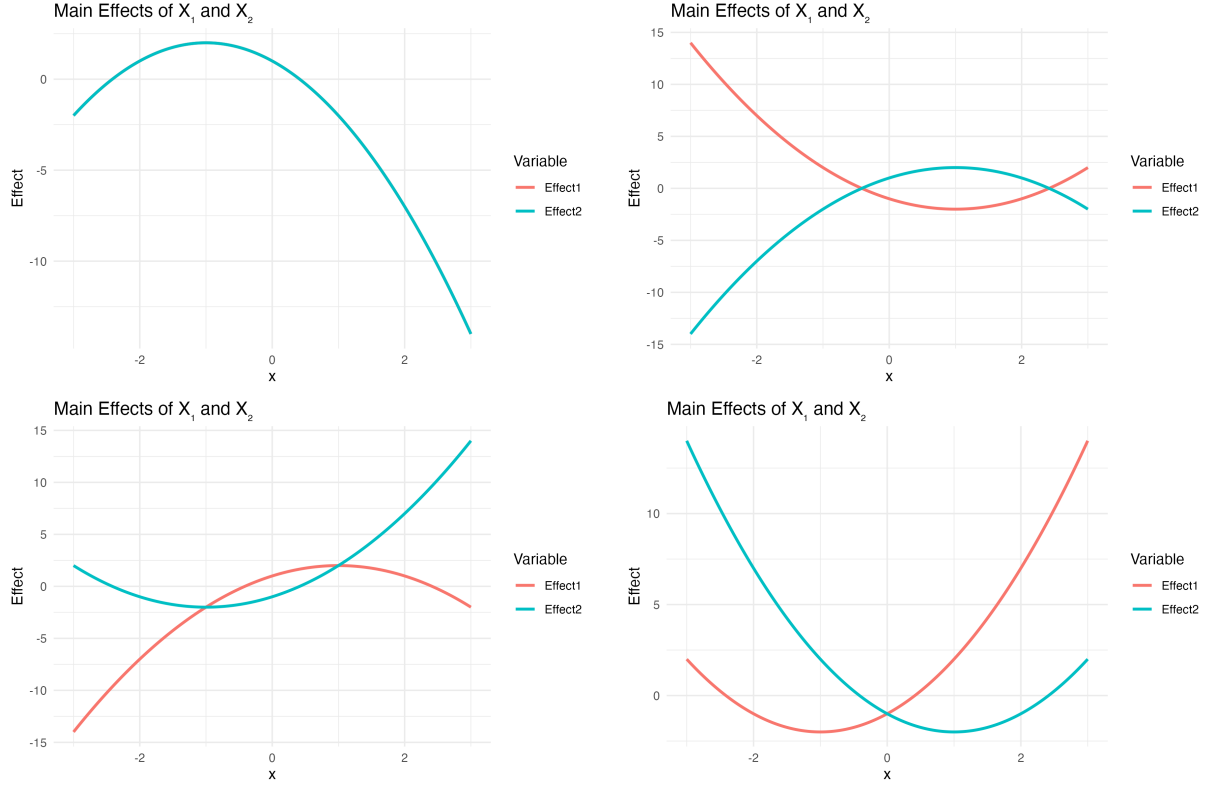 Main Effects of X₁ and X₂
0
-5
-10
-2
0
2
x
Effect
Variable
Effect1
Effect2
Main Effects of X₁ and X₂
15
10
5
0
-5
-10
-15
-2
0
2
x
Effect
Variable
Effect1
Effect2
Main Effects of X₁ and X₂
15
10
5
0
-5
-10
-15
-2
0
2
x
Effect
Variable
Effect1
Effect2
Main Effects of X₁ and X₂
10
5
0
-2
0
2
x
Effect
Variable
Effect1
Effect2